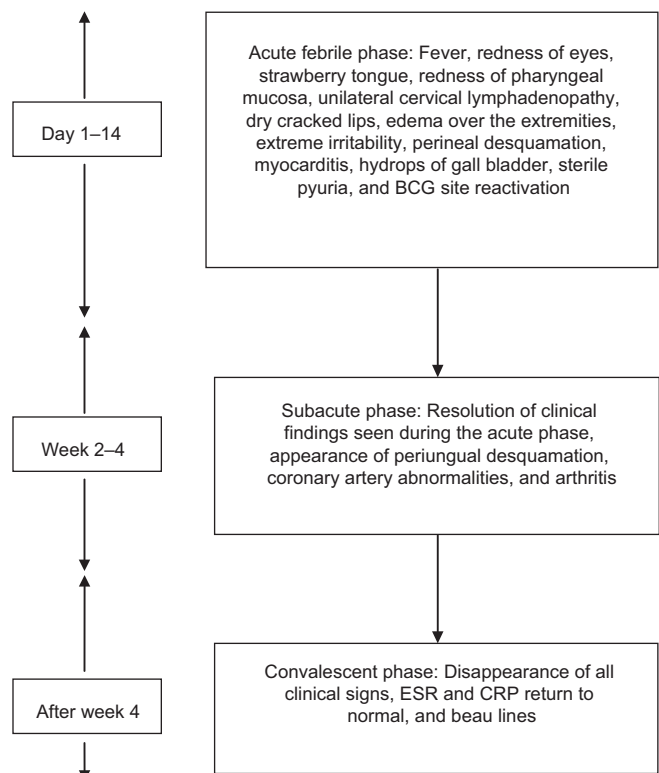 Day 1–14
Acute febrile phase: Fever, redness of eyes,
strawberry tongue, redness of pharyngeal
mucosa, unilateral cervical lymphadenopathy,
dry cracked lips, edema over the extremities,
extreme irritability, perineal desquamation,
myocarditis, hydrops of gall bladder, sterile
pyuria, and BCG site reactivation
Week 2–4
Subacute phase: Resolution of clinical
findings seen during the acute phase,
appearance of periungual desquamation,
coronary artery abnormalities, and arthritis
After week 4
Convalescent phase: Disappearance of all
clinical signs, ESR and CRP return to
normal, and beau lines